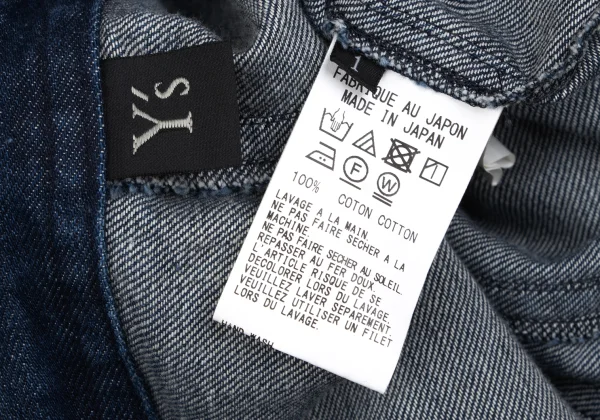 Y's
1
FABRIQUE AU JAPON
MADE IN JAPAN
F W
100% COTON COTTON
LAVAGE A LA MAIN
NE PAS FAIRE SECHER A LA
MACHINE.
NE PAS FAIRE SECHER AU SOLEIL.
REPASSER AU FER DOUX.
L'ARTICLE RISQUE DE SE
DECOLORER LORS DU LAVAGE.
VEUILLEZ LAVER SEPAREMENT.
VEUILLEZ UTILISER UN FILET
LORS DU LAVAGE.
HAND WASH